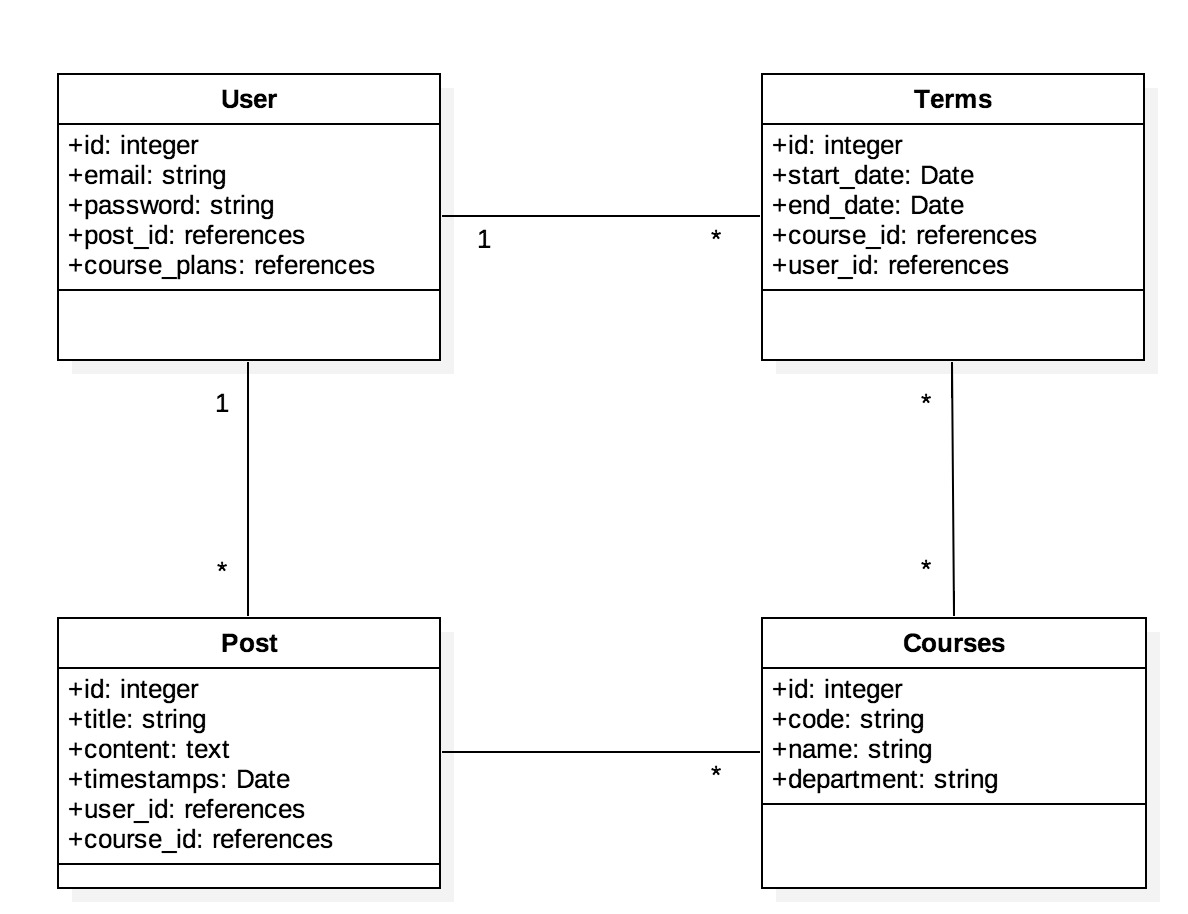 User
+id: integer
+email: string
+password: string
+post_id: references
+course_plans: references
Terms
+id: integer
+start_date: Date
+end_date: Date
+course_id: references
+user_id: references
1
*
1
*
*
*
Post
+id: integer
+title: string
+content: text
+timestamps: Date
+user_id: references
+course_id: references
*
Courses
+id: integer
+code: string
+name: string
+department: string